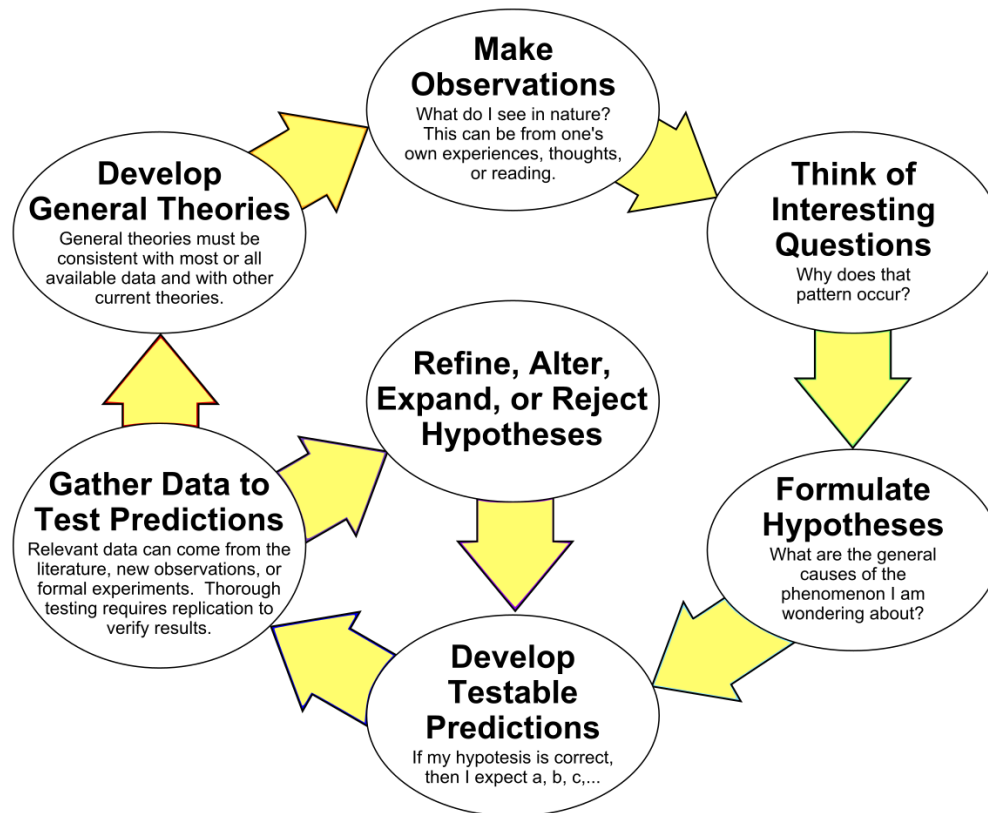 Make
Observations
What do I see in nature?
This can be from one's
own experiences, thoughts,
or reading.
Think of
Interesting
Questions
Why does that
pattern occur?
Formulate
Hypotheses
What are the general
causes of the
phenomenon I am
wondering about?
Develop
Testable
Predictions
If my hypotesis is correct,
then I expect a, b, c,...
Gather Data to
Test Predictions
Relevant data can come from the
literature, new observations, or
formal experiments.  Thorough
testing requires replication to
verify results.
Refine, Alter,
Expand, or Reject
Hypotheses
Develop
General Theories
General theories must be
consistent with most or all
available data and with other
current theories.